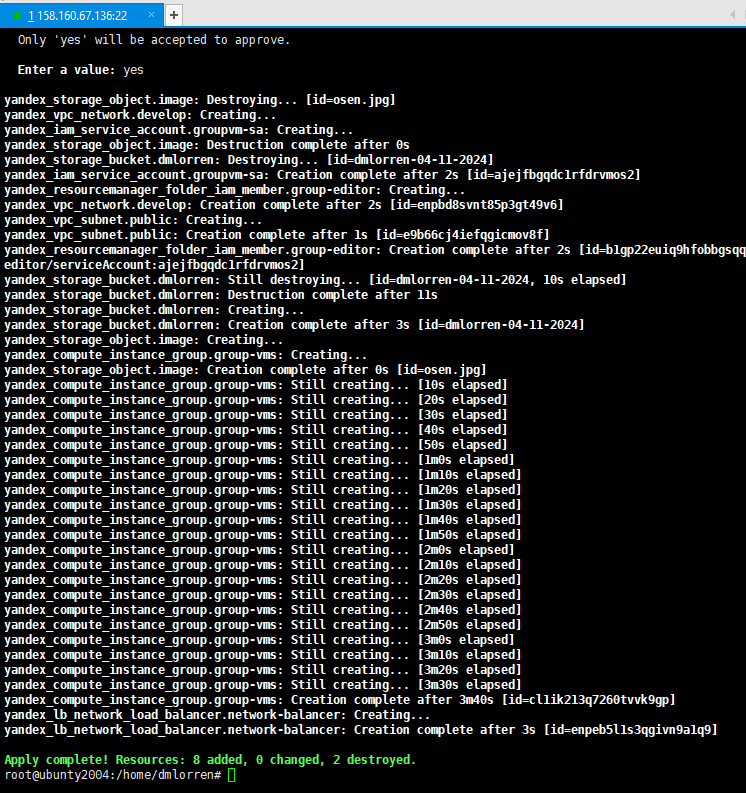 1 158.160.67.136:22 × +
Only 'yes' will be accepted to approve.
Enter a value: yes
yandex_storage_object.image: Destroying... [id=osen.jpg]
yandex_vpc_network.develop: Creating...
yandex_iam_service_account.groupvm-sa: Creating...
yandex_storage_object.image: Destruction complete after 0s
yandex_storage_bucket.dmlorren: Destroying... [id=dmlorren-04-11-2024]
yandex_iam_service_account.groupvm-sa: Creation complete after 2s [id=ajejfbgqdc1rfdrvmos2]
yandex_resourcemanager_folder_iam_member.group-editor: Creating...
yandex_vpc_network.develop: Creation complete after 2s [id=enpbd8svnt85p3gt49v6]
yandex_vpc_subnet.public: Creating...
yandex_vpc_subnet.public: Creation complete after 1s [id=e9b66cj4iefqgicmov8f]
yandex_resourcemanager_folder_iam_member.group-editor: Creation complete after 2s [id=b1gp22euiq9hfobbgsqq
editor/serviceAccount:ajejfbgqdc1rfdrvmos2]
yandex_storage_bucket.dmlorren: Still destroying... [id=dmlorren-04-11-2024, 10s elapsed]
yandex_storage_bucket.dmlorren: Destruction complete after 11s
yandex_storage_bucket.dmlorren: Creating...
yandex_storage_bucket.dmlorren: Creation complete after 3s [id=dmlorren-04-11-2024]
yandex_storage_object.image: Creating...
yandex_compute_instance_group.group-vms: Creating...
yandex_storage_object.image: Creation complete after 0s [id=osen.jpg]
yandex_compute_instance_group.group-vms: Still creating... [10s elapsed]
yandex_compute_instance_group.group-vms: Still creating... [20s elapsed]
yandex_compute_instance_group.group-vms: Still creating... [30s elapsed]
yandex_compute_instance_group.group-vms: Still creating... [40s elapsed]
yandex_compute_instance_group.group-vms: Still creating... [50s elapsed]
yandex_compute_instance_group.group-vms: Still creating... [1m0s elapsed]
yandex_compute_instance_group.group-vms: Still creating... [1m10s elapsed]
yandex_compute_instance_group.group-vms: Still creating... [1m20s elapsed]
yandex_compute_instance_group.group-vms: Still creating... [1m30s elapsed]
yandex_compute_instance_group.group-vms: Still creating... [1m40s elapsed]
yandex_compute_instance_group.group-vms: Still creating... [1m50s elapsed]
yandex_compute_instance_group.group-vms: Still creating... [2m0s elapsed]
yandex_compute_instance_group.group-vms: Still creating... [2m10s elapsed]
yandex_compute_instance_group.group-vms: Still creating... [2m20s elapsed]
yandex_compute_instance_group.group-vms: Still creating... [2m30s elapsed]
yandex_compute_instance_group.group-vms: Still creating... [2m40s elapsed]
yandex_compute_instance_group.group-vms: Still creating... [2m50s elapsed]
yandex_compute_instance_group.group-vms: Still creating... [3m0s elapsed]
yandex_compute_instance_group.group-vms: Still creating... [3m10s elapsed]
yandex_compute_instance_group.group-vms: Still creating... [3m20s elapsed]
yandex_compute_instance_group.group-vms: Still creating... [3m30s elapsed]
yandex_compute_instance_group.group-vms: Creation complete after 3m40s [id=cl1ik213q7260tvvk9gp]
yandex_lb_network_load_balancer.network-balancer: Creating...
yandex_lb_network_load_balancer.network-balancer: Creation complete after 3s [id=enpeb5l1s3qgivn9a1q9]
Apply complete! Resources: 8 added, 0 changed, 2 destroyed.
root@ubunty2004:/home/dmlorren#